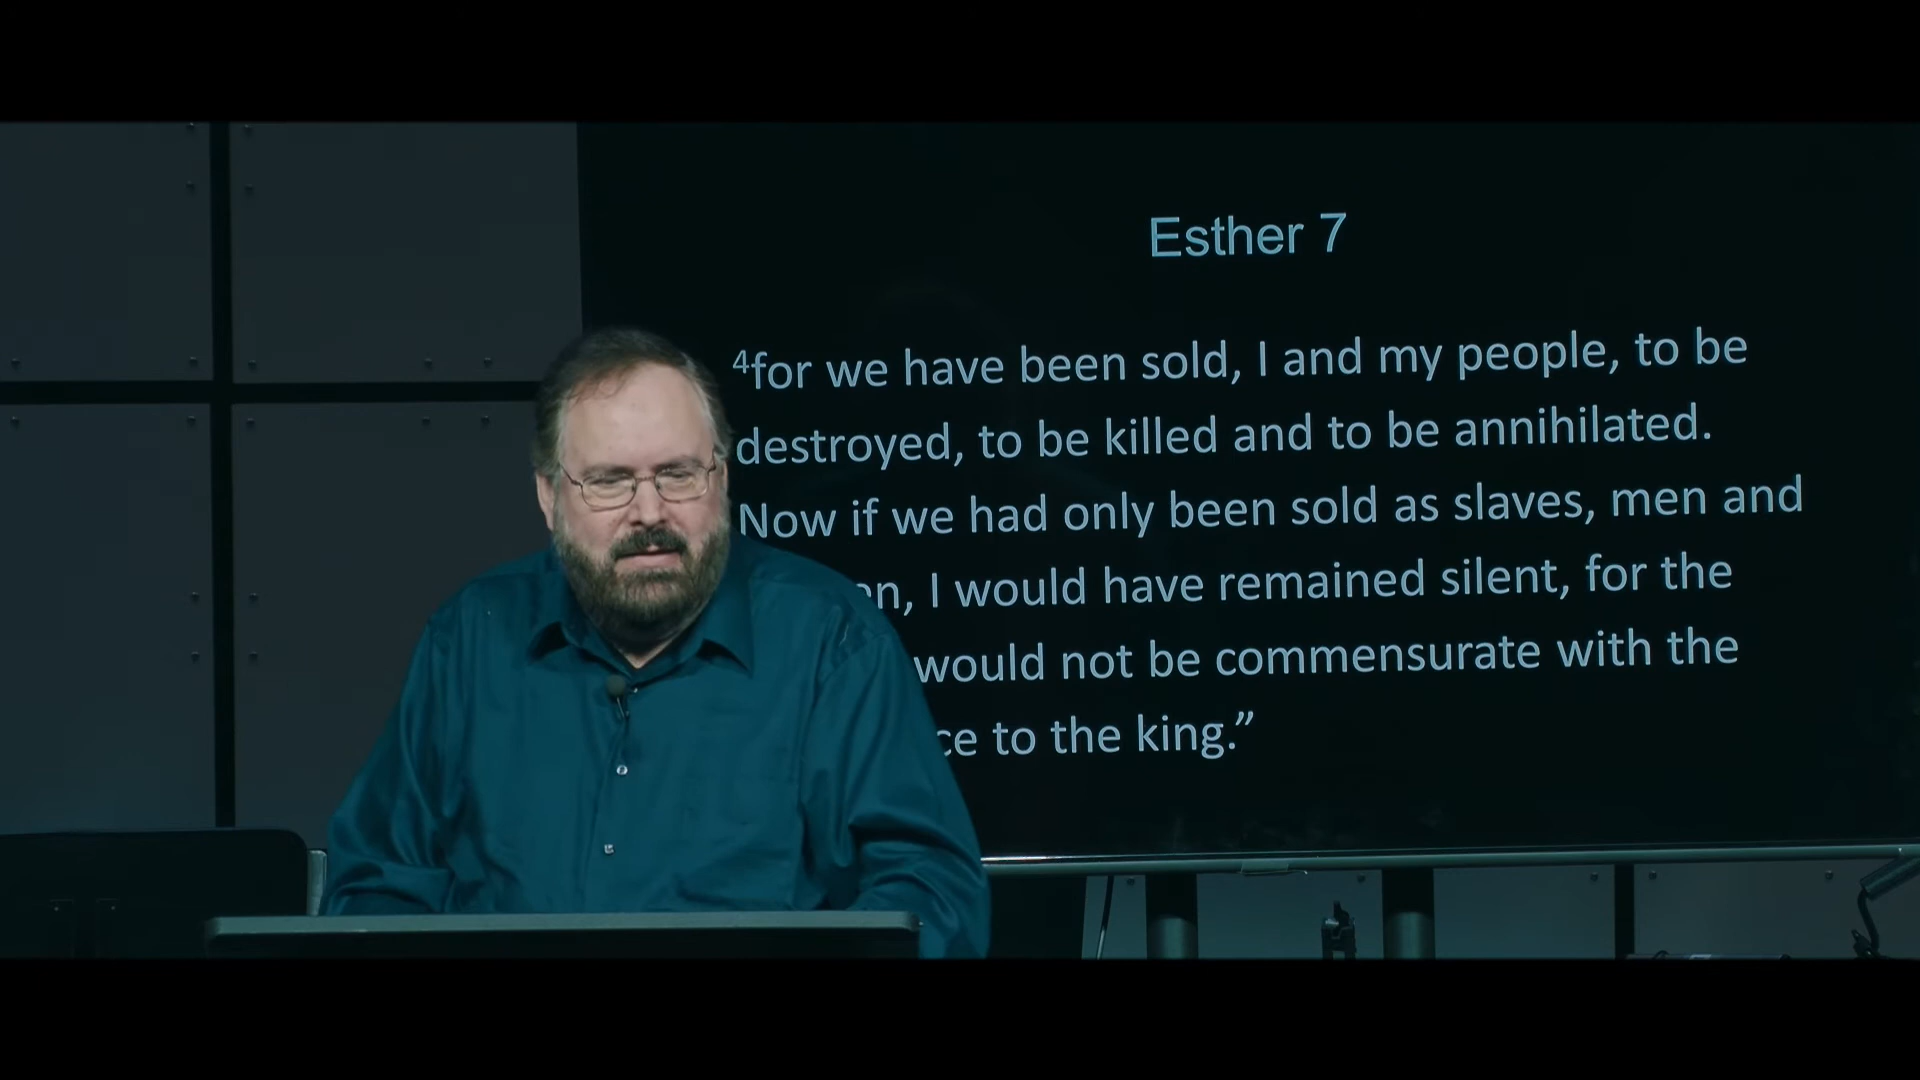 Esther 7
4for we have been sold, I and my people, to be
destroyed, to be killed and to be annihilated.
Now if we had only been sold as slaves, men and
I would have remained silent, for the
would not be commensurate with the
to the king.”